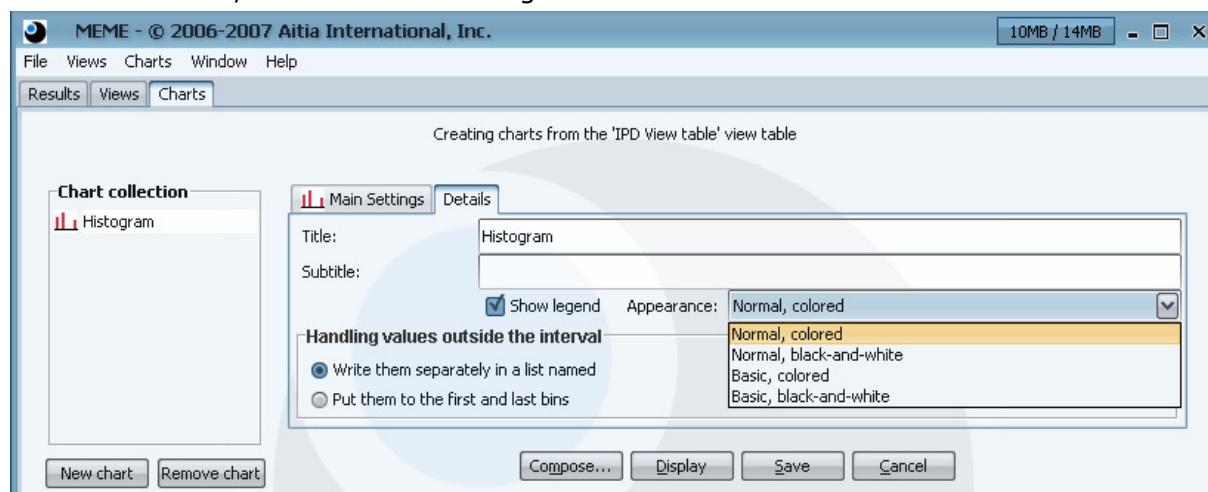 MEME - © 2006-2007 Aitia International, Inc.
10MB / 14MB
File Views Charts Window Help
Results Views Charts
Creating charts from the 'IPD View table' view table
Chart collection
Histogram
Main Settings Details
Title: Histogram
Subtitle:
Show legend Appearance: Normal, colored
Normal, colored
Normal, black-and-white
Basic, colored
Basic, black-and-white
Handling values outside the interval
Write them separately in a list named
Put them to the first and last bins
New chart Remove chart
Compose... Display Save Cancel